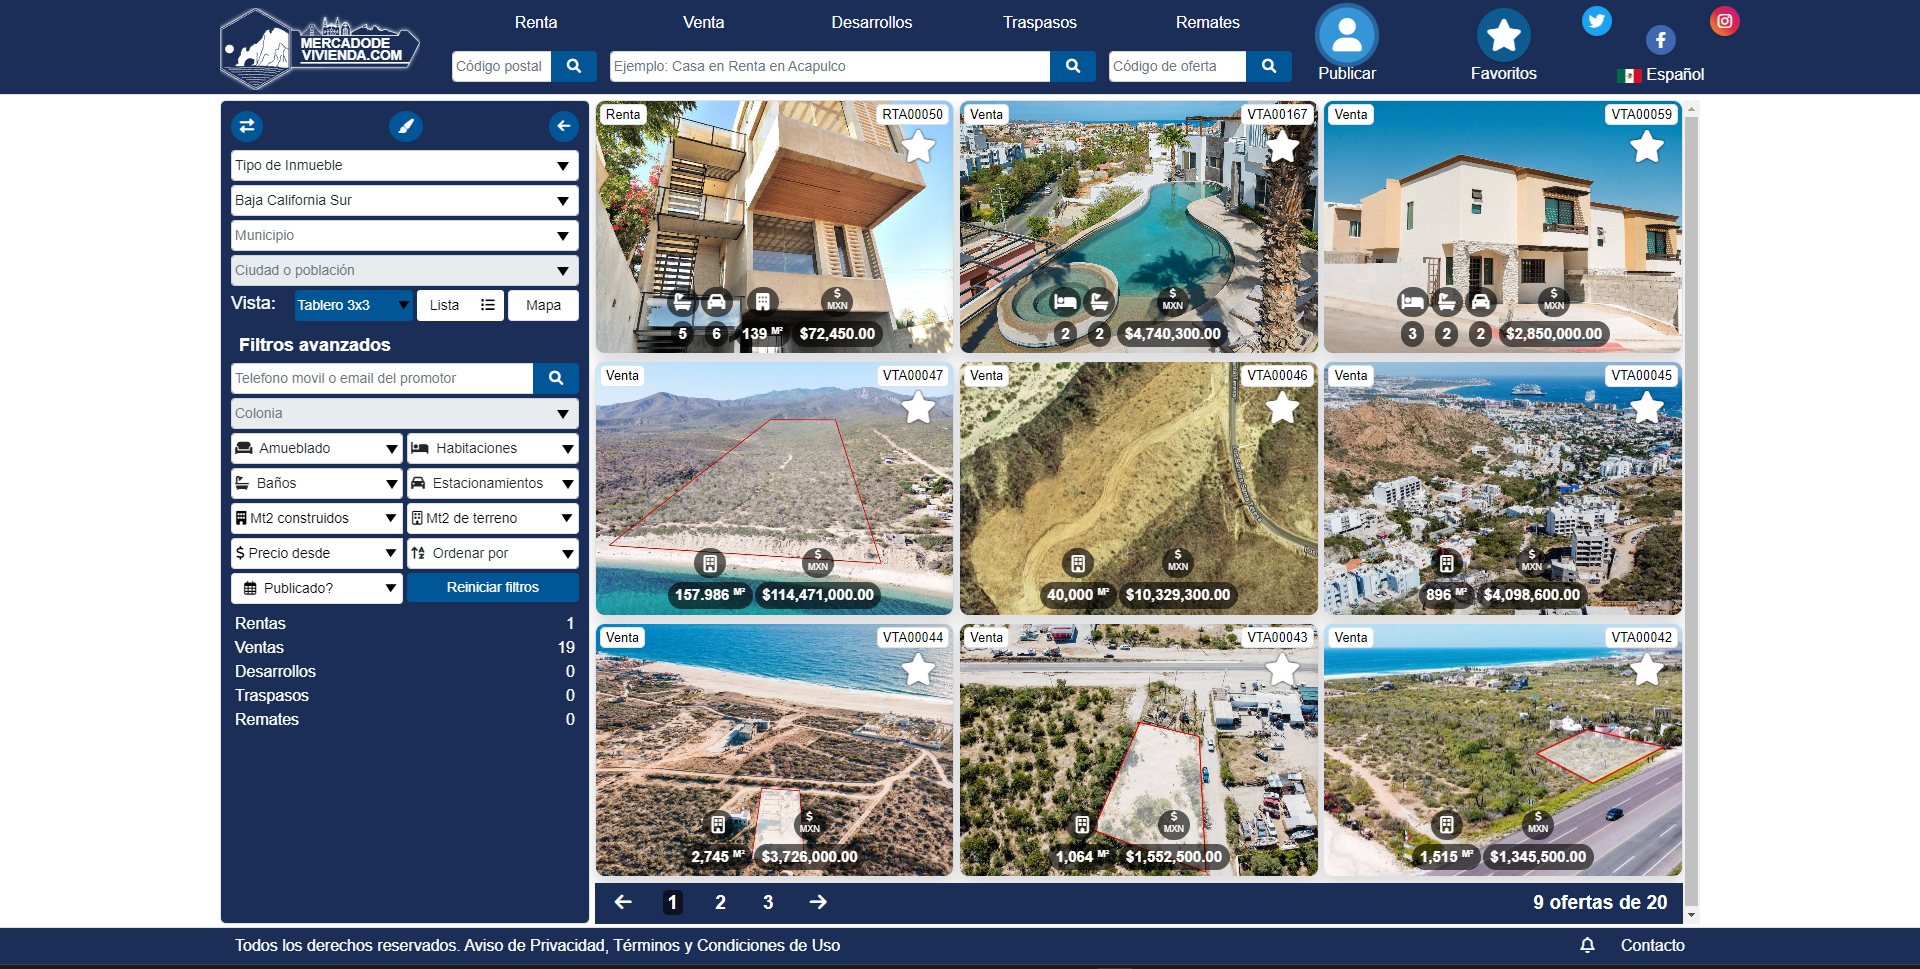 MERCADODE
VIVIENDA.COM
Renta
Venta
Desarrollos
Traspasos
Remates
Código postal
Ejemplo: Casa en Renta en Acapulco
Código de oferta
Publicar
Favoritos
Español
Tipo de Inmueble
Baja California Sur
Municipio
Ciudad o población
Vista:
Tablero 3x3
Lista
Mapa
Filtros avanzados
Telefono movil o email del promotor
Colonia
Amueblado
Habitaciones
Baños
Estacionamientos
Mt2 construidos
Mt2 de terreno
$ Precio desde
Ordenar por
Publicado?
Reiniciar filtros
Rentas 1
Ventas 19
Desarrollos 0
Traspasos 0
Remates 0
Renta RTA00050
$ MXN
5 6 139 M² $72,450.00
Venta VTA00167
$ MXN
2 2 $4,740,300.00
Venta VTA00059
$ MXN
3 2 2 $2,850,000.00
Venta VTA00047
$ MXN
157.986 M² $114,471,000.00
Venta VTA00046
$ MXN
40,000 M² $10,329,300.00
Venta VTA00045
$ MXN
896 M² $4,098,600.00
Venta VTA00044
$ MXN
2,745 M² $3,726,000.00
Venta VTA00043
$ MXN
1,064 M² $1,552,500.00
Venta VTA00042
$ MXN
1,515 M² $1,345,500.00
1 2 3
9 ofertas de 20
Todos los derechos reservados. Aviso de Privacidad, Términos y Condiciones de Uso
Contacto